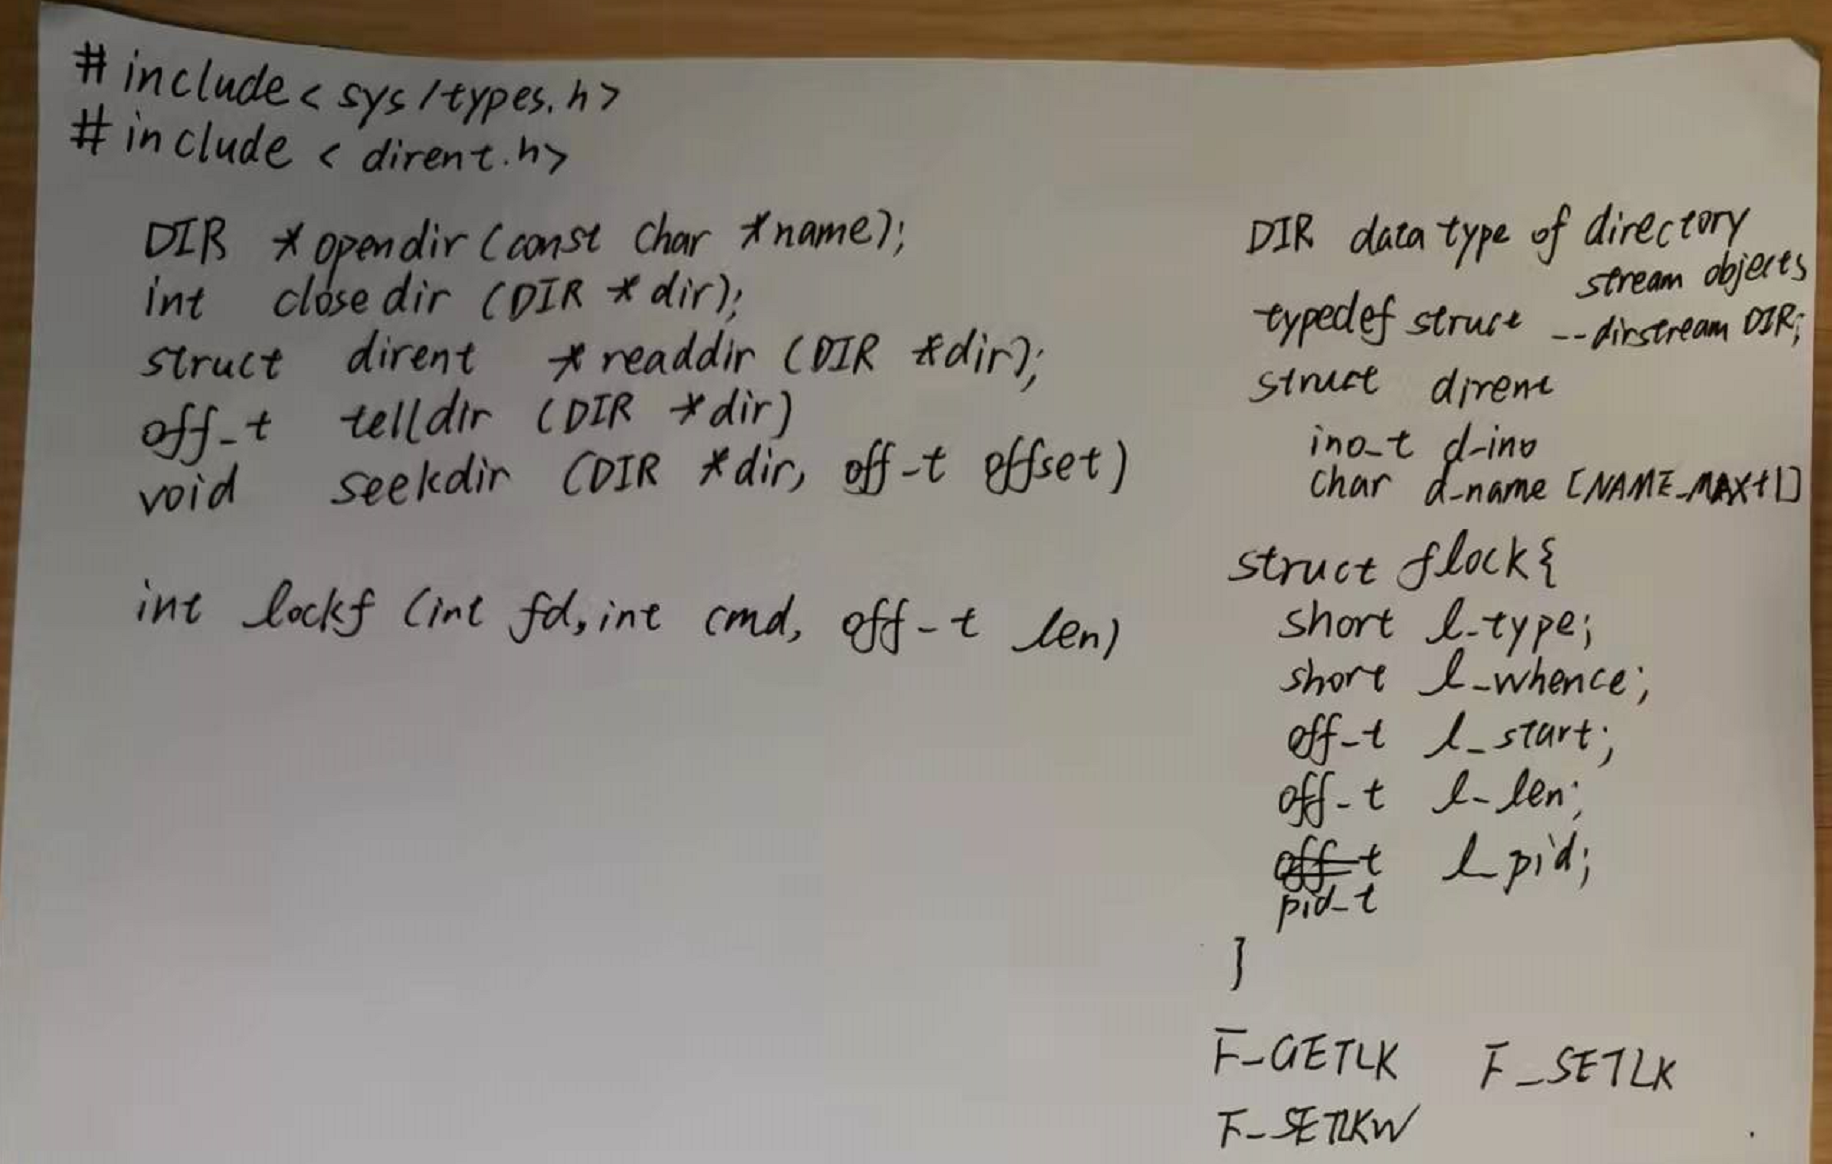 # include < sys/types.h>
# include < dirent.h>
DIR * opendir (const char *name);
int closedir (DIR * dir);
struct dirent * readdir (DIR *dir);
off_t telldir (DIR *dir)
void seekdir (DIR *dir, off_t offset)
int lockf (int fd, int cmd, off_t len)
DIR data type of directory
stream objects
typedef struct __dirstream DIR;
struct dirent
ino_t d_ino
char d_name [NAME_MAX+1]
struct flock{
short l_type;
short l_whence;
off_t l_start;
off_t l_len;
off_t l_pid;
pid_t
}
F_GETLK F_SETLK
F_SETLKW